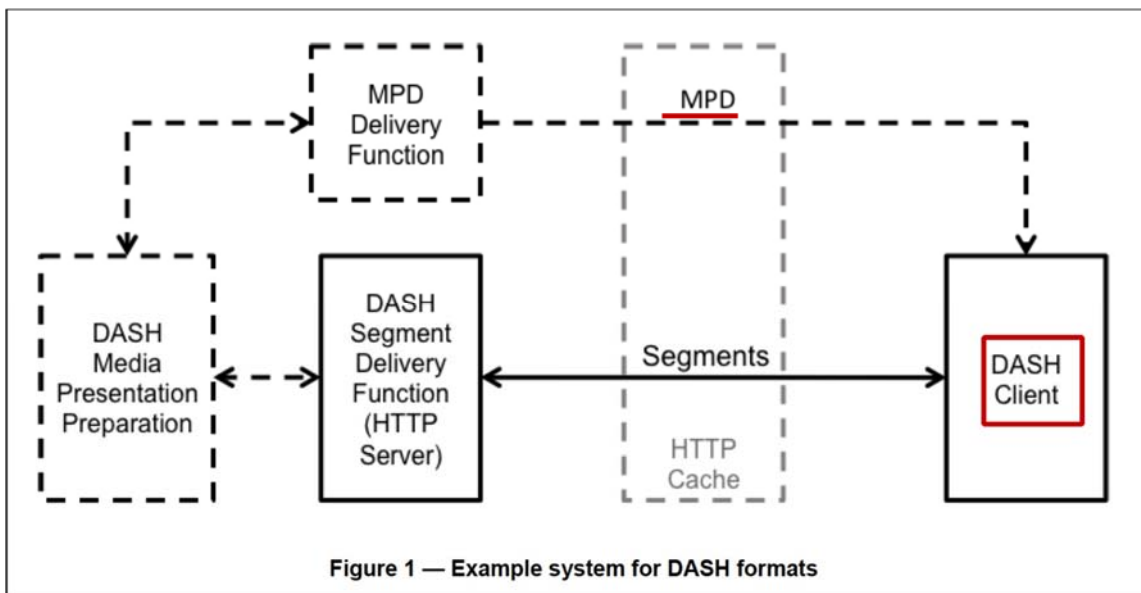 MPD
Delivery
Function
MPD
DASH
Media
Presentation
Preparation
DASH
Segment
Delivery
Function
(HTTP
Server)
Segments
HTTP
Cache
DASH
Client
Figure 1 — Example system for DASH formats